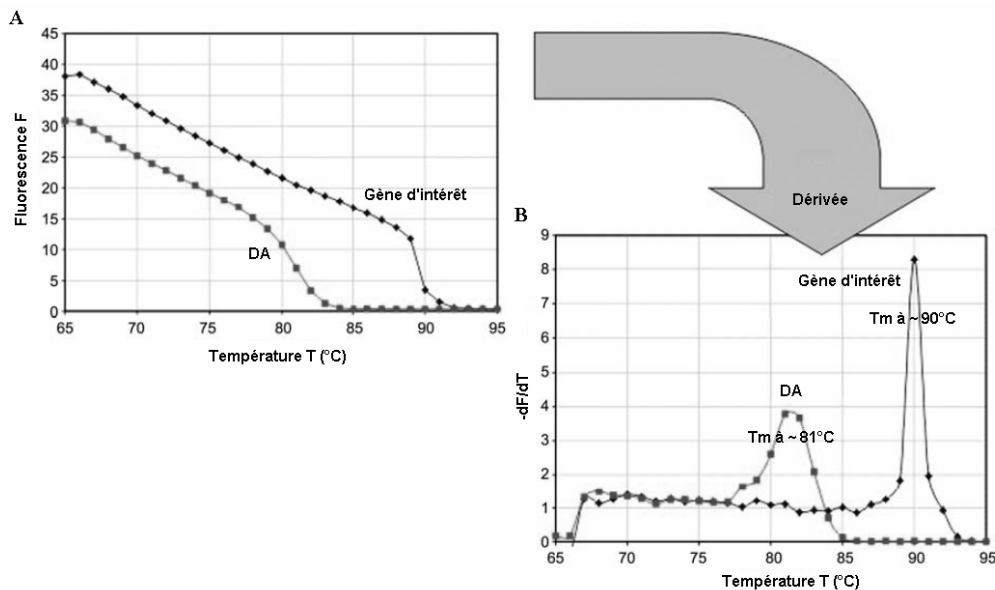 A
45
40
35
30
25
20
15
10
5
0
Fluorescence F
Gène d'intérêt
DA
65 70 75 80 85 90 95
Température T (°C)
Dérivée
B
9
8
7
6
5
4
3
2
1
0
-dF/dT
Gène d'intérêt
Tm à ~90°C
DA
Tm à ~81°C
65 70 75 80 85 90 95
Température T (°C)